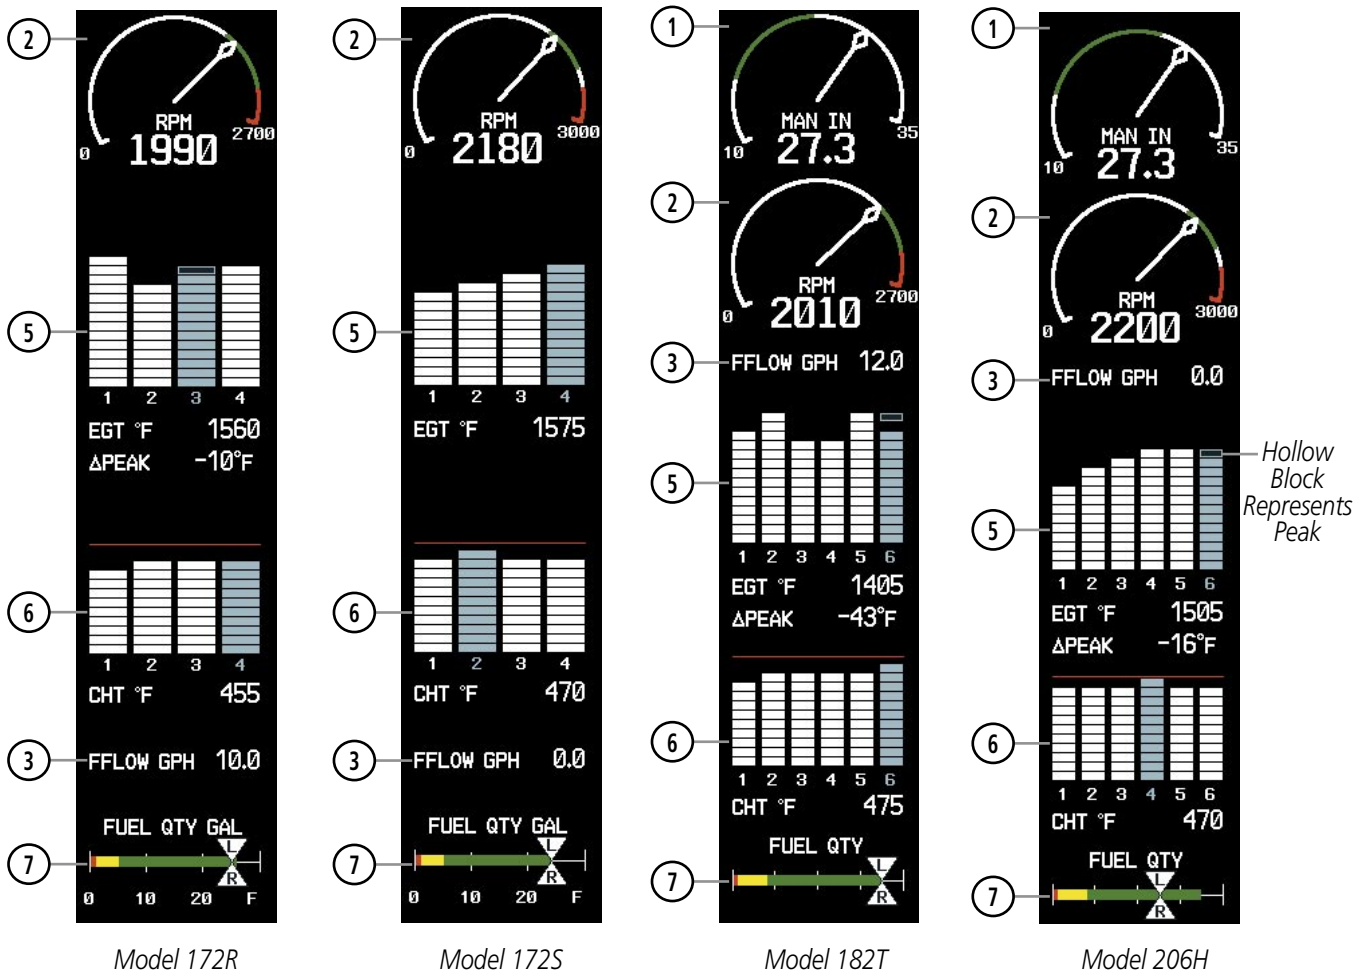 2
RPM
1990
0
2700
5
1 2 3 4
EGT °F 1560
ΔPEAK -10°F
6
1 2 3 4
CHT °F 455
3
FFLOW GPH 10.0
FUEL QTY GAL
7
L
R
0 10 20 F
Model 172R
2
RPM
2180
0
3000
5
1 2 3 4
EGT °F 1575
6
1 2 3 4
CHT °F 470
3
FFLOW GPH 0.0
FUEL QTY GAL
7
L
R
0 10 20 F
Model 172S
1
MAN IN
27.3
10
35
2
RPM
2010
0
2700
3
FFLOW GPH 12.0
5
1 2 3 4 5 6
EGT °F 1405
ΔPEAK -43°F
6
1 2 3 4 5 6
CHT °F 475
FUEL QTY
7
L
R
Model 182T
1
MAN IN
27.3
10
35
2
RPM
2200
0
3000
3
FFLOW GPH 0.0
Hollow
Block
Represents
Peak
5
1 2 3 4 5 6
EGT °F 1505
ΔPEAK -16°F
6
1 2 3 4 5 6
CHT °F 470
FUEL QTY
7
L
R
Model 206H